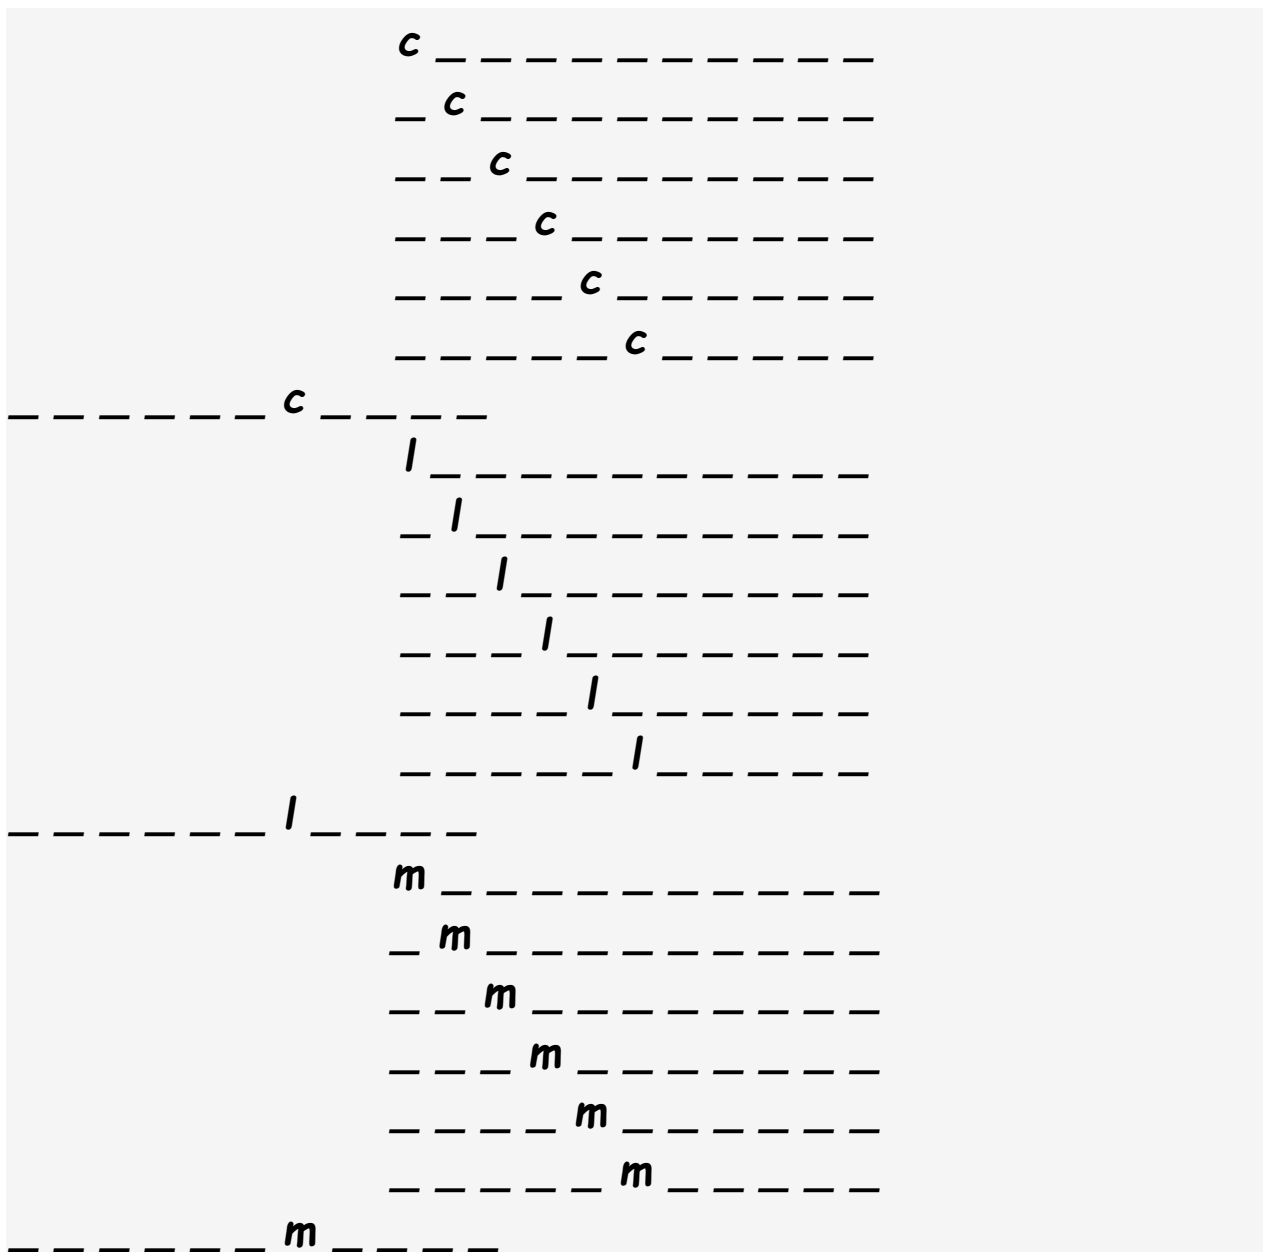 c _ _ _ _ _ _ _ _ _ _
_ c _ _ _ _ _ _ _ _ _
_ _ c _ _ _ _ _ _ _ _
_ _ _ c _ _ _ _ _ _ _
_ _ _ _ c _ _ _ _ _ _
_ _ _ _ _ c _ _ _ _ _
_ _ _ _ _ _ c _ _ _ _
l _ _ _ _ _ _ _ _ _ _
_ l _ _ _ _ _ _ _ _ _
_ _ l _ _ _ _ _ _ _ _
_ _ _ l _ _ _ _ _ _ _
_ _ _ _ l _ _ _ _ _ _
_ _ _ _ _ l _ _ _ _ _
_ _ _ _ _ _ l _ _ _ _
m _ _ _ _ _ _ _ _ _ _
_ m _ _ _ _ _ _ _ _ _
_ _ m _ _ _ _ _ _ _ _
_ _ _ m _ _ _ _ _ _ _
_ _ _ _ m _ _ _ _ _ _
_ _ _ _ _ m _ _ _ _ _
_ _ _ _ _ _ m _ _ _ _